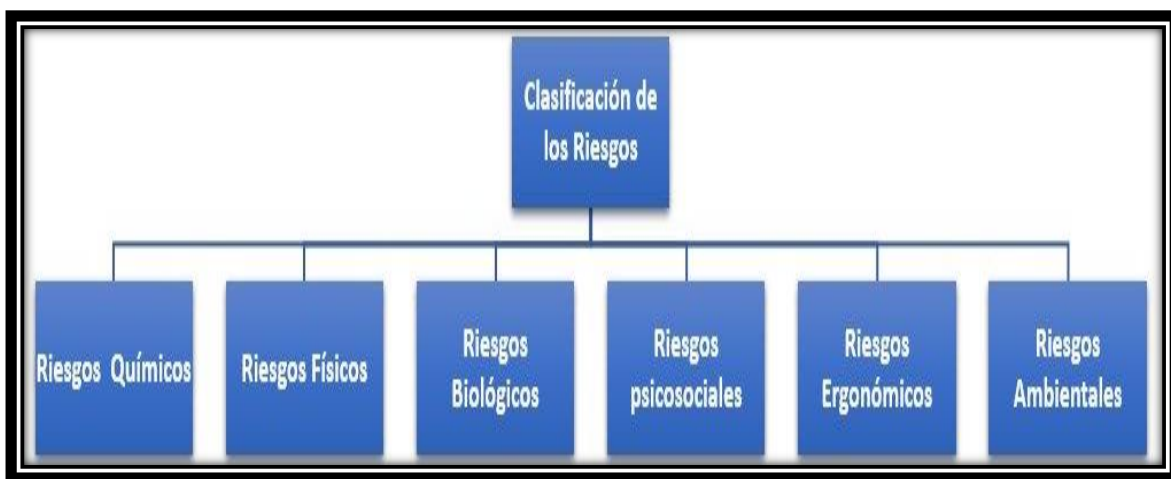 Clasificación de
los Riesgos
Riesgos Químicos
Riesgos Físicos
Riesgos
Biológicos
Riesgos
psicosociales
Riesgos
Ergonómicos
Riesgos
Ambientales